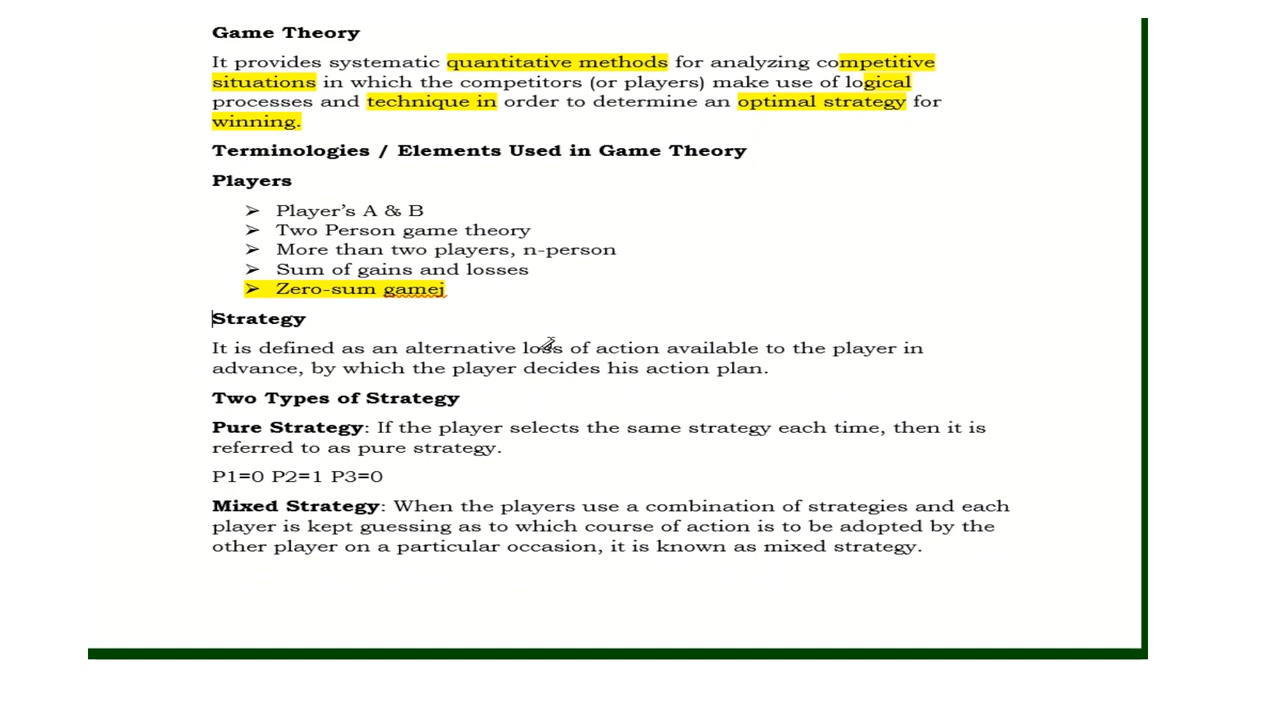 Game Theory
It provides systematic quantitative methods for analyzing competitive
situations in which the competitors (or players) make use of logical
processes and technique in order to determine an optimal strategy for
winning.
Terminologies / Elements Used in Game Theory
Players
➢ Player’s A & B
➢ Two Person game theory
➢ More than two players, n-person
➢ Sum of gains and losses
➢ Zero-sum gamej
Strategy
It is defined as an alternative loss of action available to the player in
advance, by which the player decides his action plan.
Two Types of Strategy
Pure Strategy: If the player selects the same strategy each time, then it is
referred to as pure strategy.
P1=0 P2=1 P3=0
Mixed Strategy: When the players use a combination of strategies and each
player is kept guessing as to which course of action is to be adopted by the
other player on a particular occasion, it is known as mixed strategy.